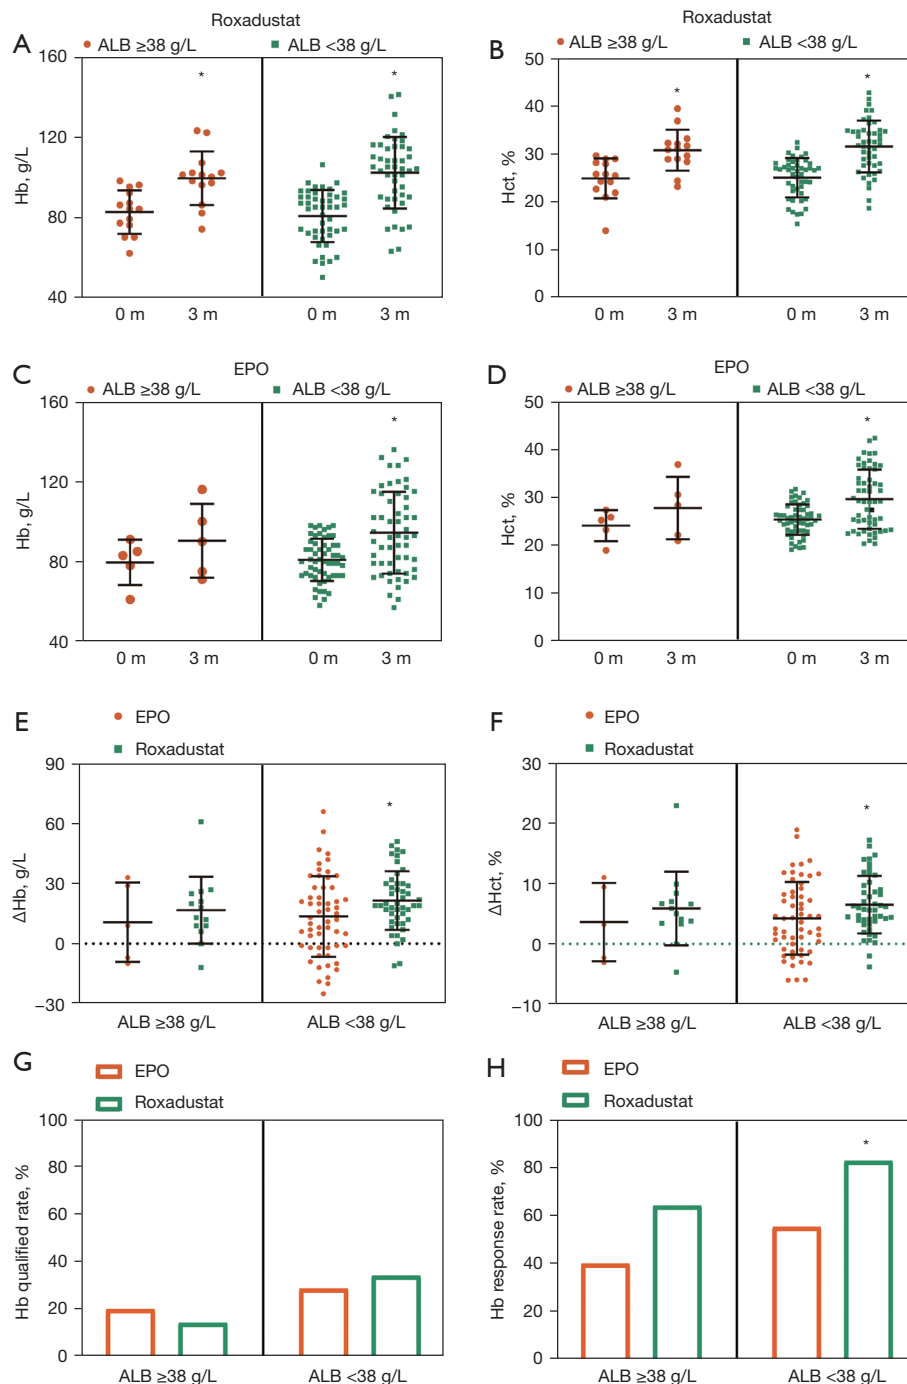 Roxadustat
A
ALB ≥38 g/L
ALB <38 g/L
160
120
80
40
Hb, g/L
*
*
0 m
3 m
0 m
3 m
Roxadustat
B
ALB ≥38 g/L
ALB <38 g/L
50
40
30
20
10
0
Hct, %
*
*
0 m
3 m
0 m
3 m
C
EPO
ALB ≥38 g/L
ALB <38 g/L
160
120
80
40
Hb, g/L
*
0 m
3 m
0 m
3 m
D
EPO
ALB ≥38 g/L
ALB <38 g/L
50
40
30
20
10
0
Hct, %
*
0 m
3 m
0 m
3 m
E
EPO
Roxadustat
90
60
30
0
−30
ΔHb, g/L
*
ALB ≥38 g/L
ALB <38 g/L
F
EPO
Roxadustat
30
20
10
0
−10
ΔHct, %
*
ALB ≥38 g/L
ALB <38 g/L
G
EPO
Roxadustat
100
80
60
40
20
0
Hb qualified rate, %
ALB ≥38 g/L
ALB <38 g/L
H
EPO
Roxadustat
100
80
60
40
20
0
Hb response rate, %
*
ALB ≥38 g/L
ALB <38 g/L